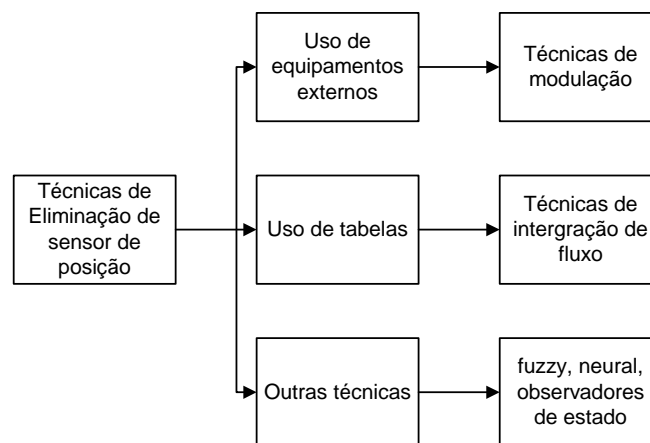 Uso de
equipamentos
externos
Técnicas de
modulação
Técnicas de
Eliminação de
sensor de
posição
Uso de tabelas
Técnicas de
intergração de
fluxo
Outras técnicas
fuzzy, neural,
observadores
de estado